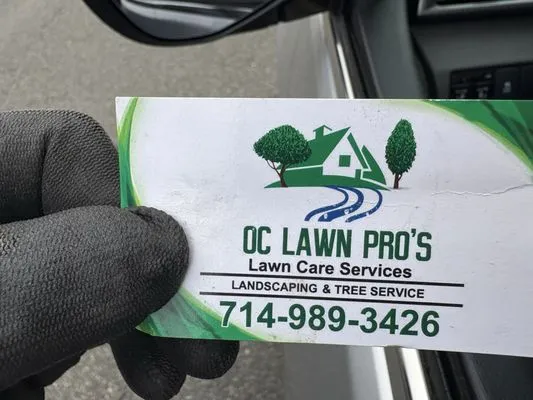 OC LAWN PRO'S
Lawn Care Services
LANDSCAPING & TREE SERVICE
714-989-3426